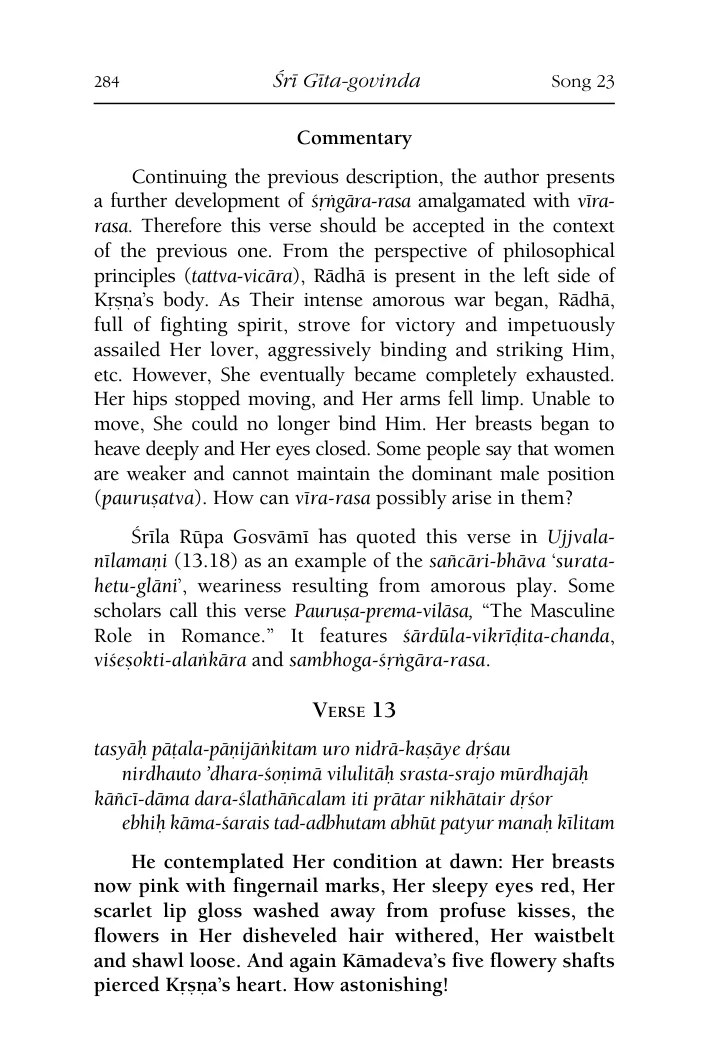 284 Śrī Gīta-govinda Song 23
Commentary
Continuing the previous description, the author presents
a further development of śṛṅgāra-rasa amalgamated with vīra-
rasa. Therefore this verse should be accepted in the context
of the previous one. From the perspective of philosophical
principles (tattva-vicāra), Rādhā is present in the left side of
Kṛṣṇa’s body. As Their intense amorous war began, Rādhā,
full of fighting spirit, strove for victory and impetuously
assailed Her lover, aggressively binding and striking Him,
etc. However, She eventually became completely exhausted.
Her hips stopped moving, and Her arms fell limp. Unable to
move, She could no longer bind Him. Her breasts began to
heave deeply and Her eyes closed. Some people say that women
are weaker and cannot maintain the dominant male position
(pauruṣatva). How can vīra-rasa possibly arise in them?
Śrīla Rūpa Gosvāmī has quoted this verse in Ujjvala-
nīlamaṇi (13.18) as an example of the sañcāri-bhāva ‘surata-
hetu-glāni’, weariness resulting from amorous play. Some
scholars call this verse Pauruṣa-prema-vilāsa, “The Masculine
Role in Romance.” It features śārdūla-vikrīḍita-chanda,
viśeṣokti-alaṅkāra and sambhoga-śṛṅgāra-rasa.
Verse 13
tasyāḥ pāṭala-pāṇijāṅkitam uro nidrā-kaṣāye dṛśau
nirdhauto ’dhara-śoṇimā vilulitāḥ srasta-srajo mūrdhajāḥ
kāñcī-dāma dara-ślathāñcalam iti prātar nikhātair dṛśor
ebhiḥ kāma-śarais tad-adbhutam abhūt patyur manaḥ kīlitam
He contemplated Her condition at dawn: Her breasts
now pink with fingernail marks, Her sleepy eyes red, Her
scarlet lip gloss washed away from profuse kisses, the
flowers in Her disheveled hair withered, Her waistbelt
and shawl loose. And again Kāmadeva’s five flowery shafts
pierced Kṛṣṇa’s heart. How astonishing!